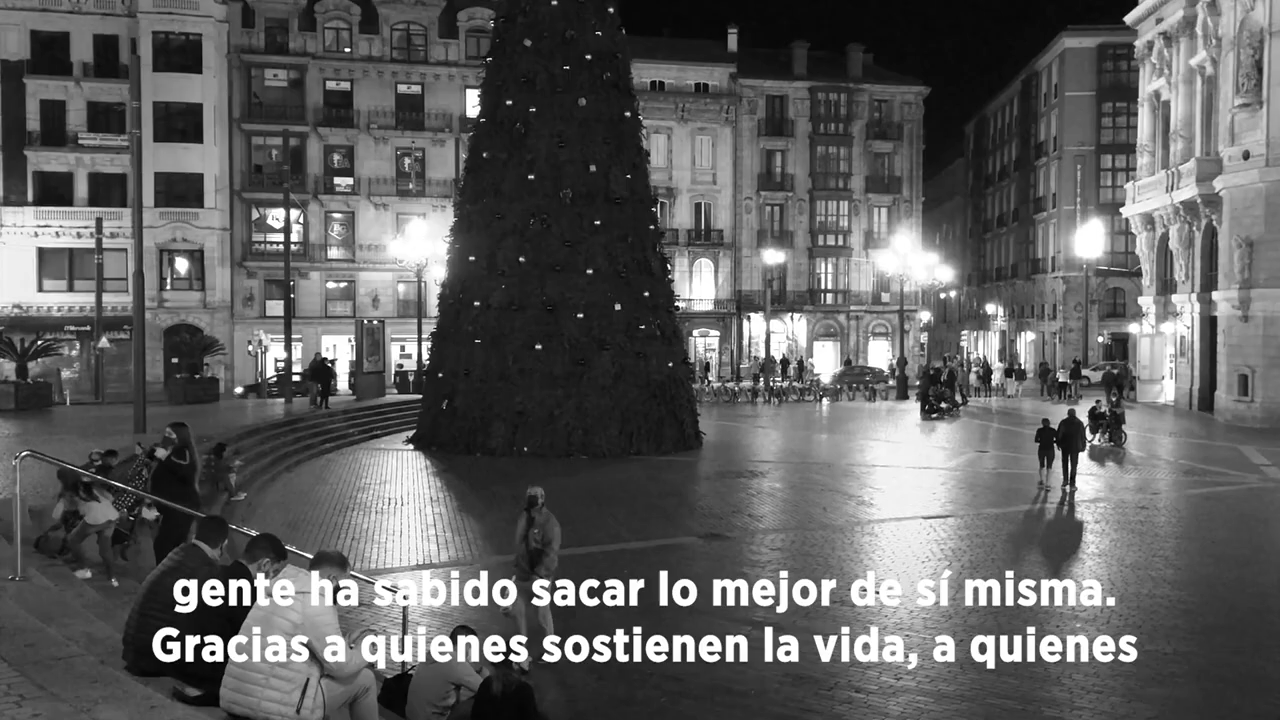 gente ha sabido sacar lo mejor de sí misma.
Gracias a quienes sostienen la vida, a quienes